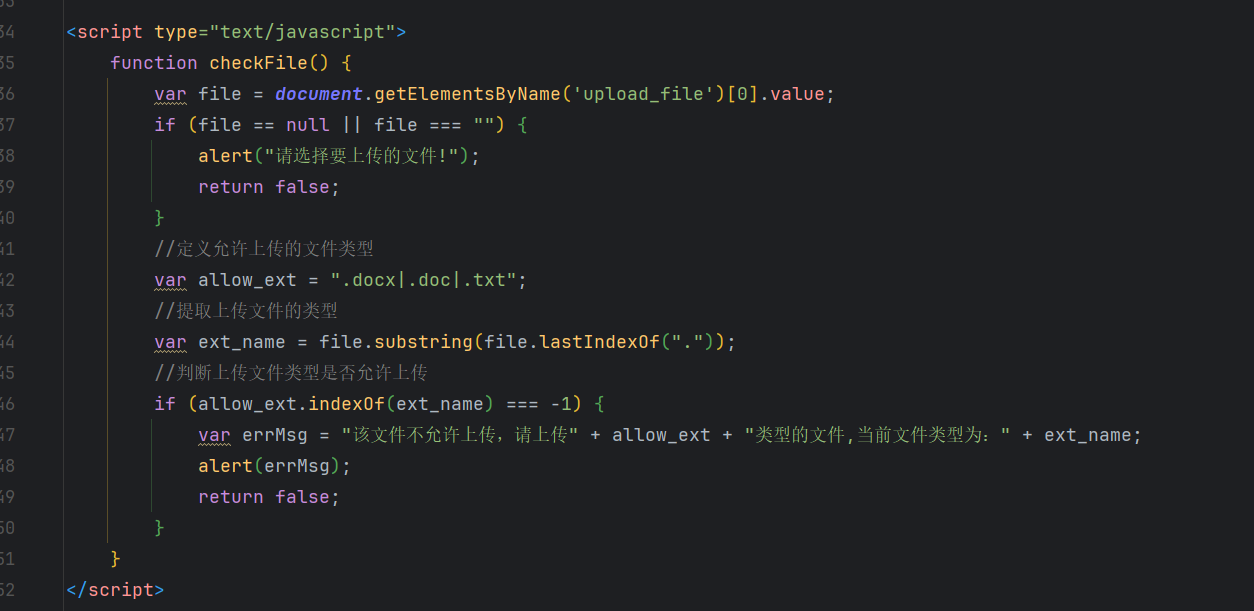 33
34 <script type="text/javascript">
35 function checkFile() {
36 var file = document.getElementsByName('upload_file')[0].value;
37 if (file == null || file === "") {
38 alert("请选择要上传的文件!");
39 return false;
40 }
41 //定义允许上传的文件类型
42 var allow_ext = ".docx|.doc|.txt";
43 //提取上传文件的类型
44 var ext_name = file.substring(file.lastIndexOf("."));
45 //判断上传文件类型是否允许上传
46 if (allow_ext.indexOf(ext_name) === -1) {
47 var errMsg = "该文件不允许上传，请上传" + allow_ext + "类型的文件,当前文件类型为：" + ext_name;
48 alert(errMsg);
49 return false;
50 }
51 }
52 </script>